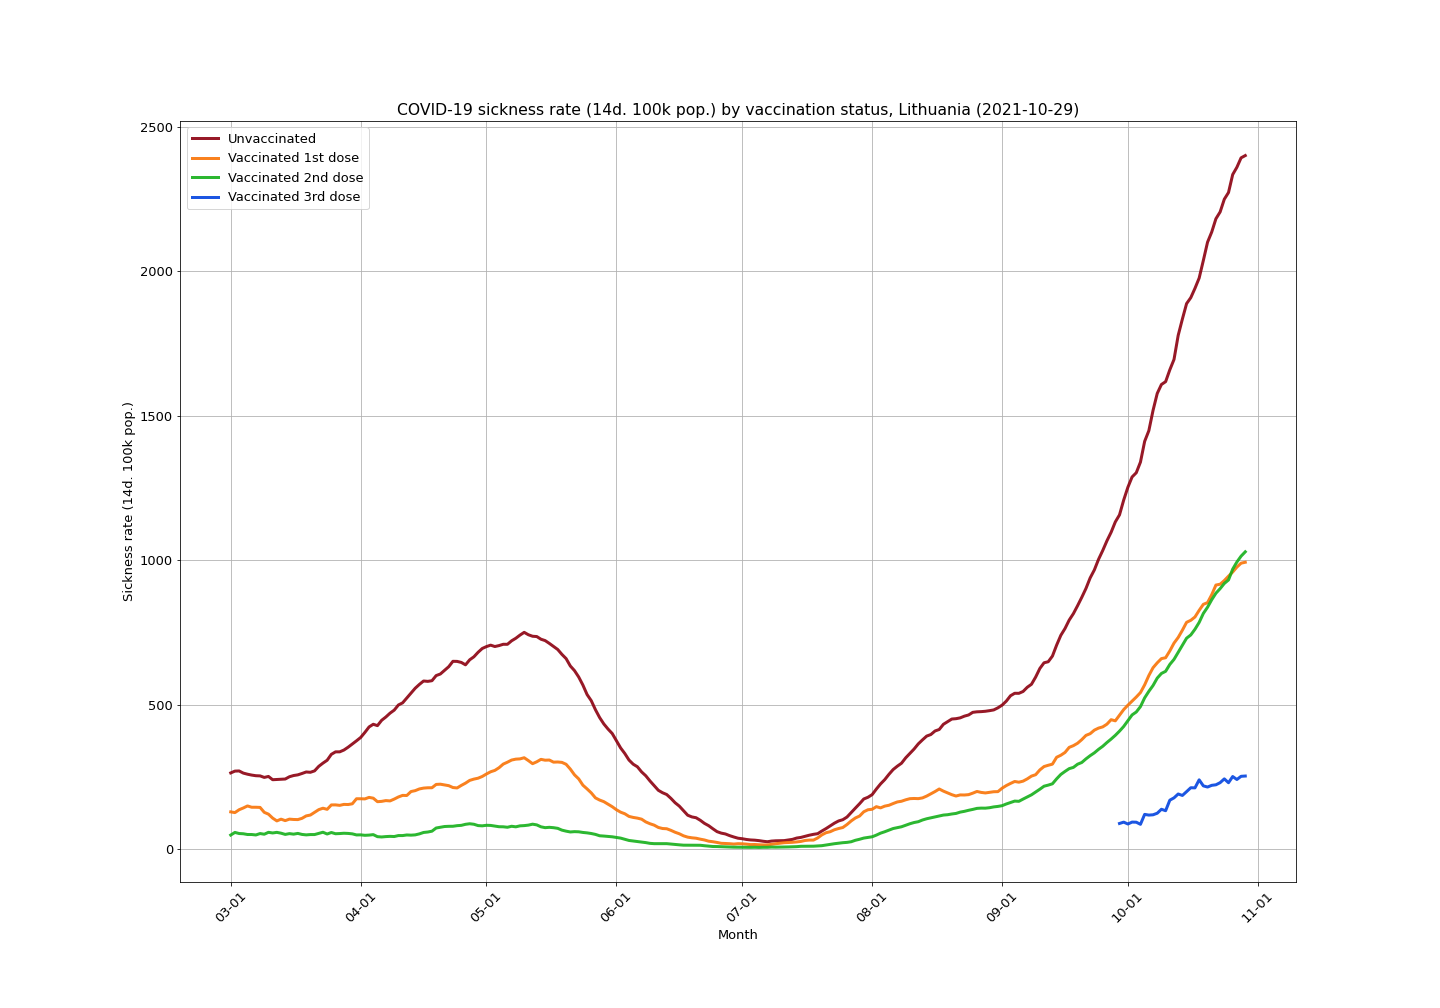 COVID-19 sickness rate (14d. 100k pop.) by vaccination status, Lithuania (2021-10-29)
Unvaccinated
Vaccinated 1st dose
Vaccinated 2nd dose
Vaccinated 3rd dose
2500
2000
1500
1000
500
0
Sickness rate (14d. 100k pop.)
03-01 04-01 05-01 06-01 07-01 08-01 09-01 10-01 11-01
Month